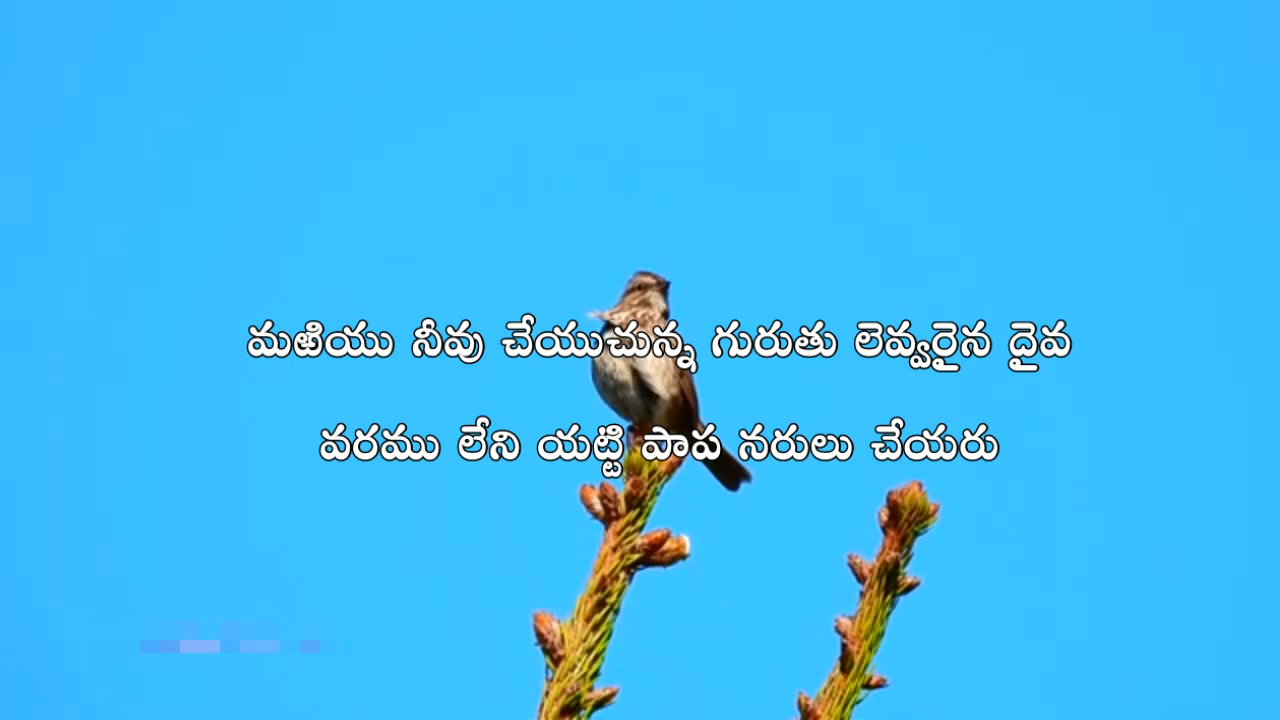 మఱియు నీవు చేయుచున్న గురుతు లెవ్వరైన దైవ
వరము లేని యట్టి పాప నరులు చేయరు